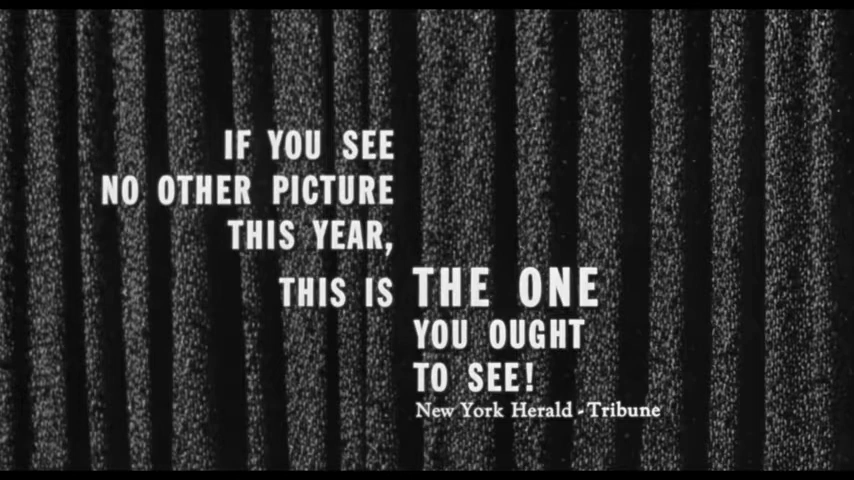 IF YOU SEE
NO OTHER PICTURE
THIS YEAR,
THIS IS THE ONE
YOU OUGHT
TO SEE!
New York Herald-Tribune